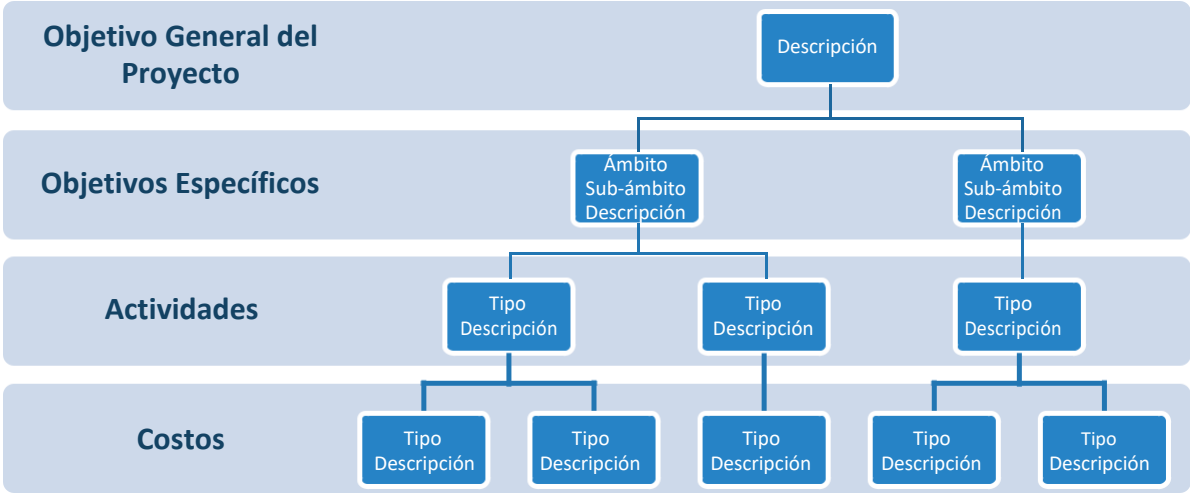 Objetivo General del
Proyecto
Descripción
Objetivos Específicos
Ámbito
Sub-ámbito
Descripción
Ámbito
Sub-ámbito
Descripción
Actividades
Tipo
Descripción
Tipo
Descripción
Tipo
Descripción
Costos
Tipo
Descripción
Tipo
Descripción
Tipo
Descripción
Tipo
Descripción
Tipo
Descripción